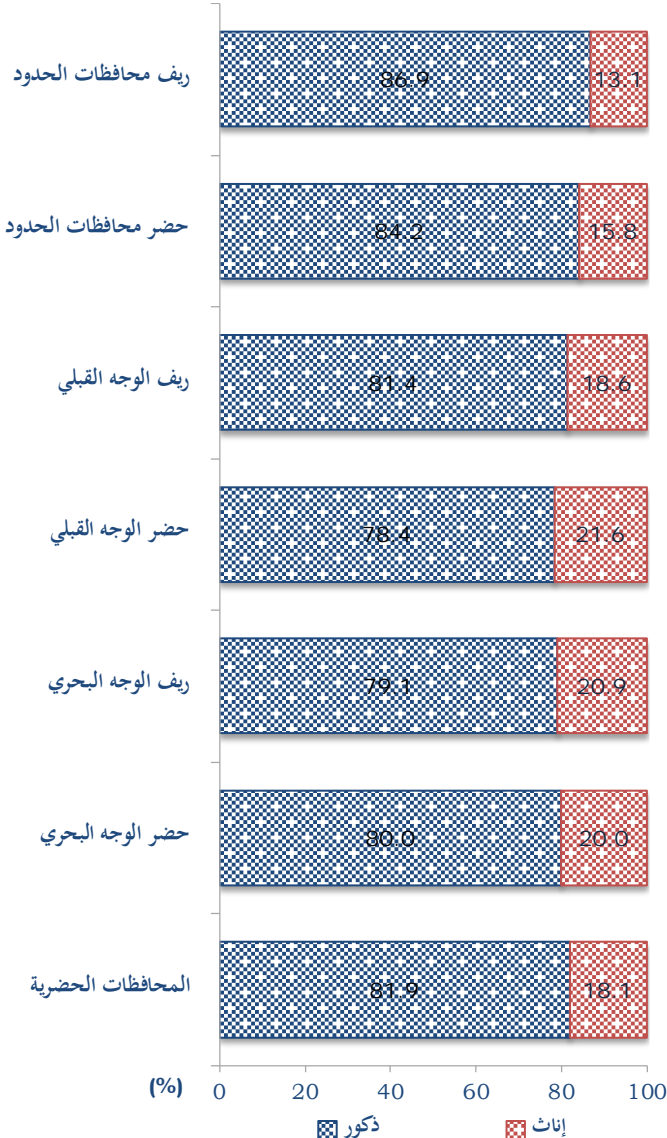 ريف محافظات الحدود 86.9 13.1
حضر محافظات الحدود 84.2 15.8
ريف الوجه القبلي 81.4 18.6
حضر الوجه القبلي 78.4 21.6
ريف الوجه البحري 79.1 20.9
حضر الوجه البحري 80.0 20.0
المحافظات الحضرية 81.9 18.1
(%) 0 20 40 60 80 100
ذكور إناث